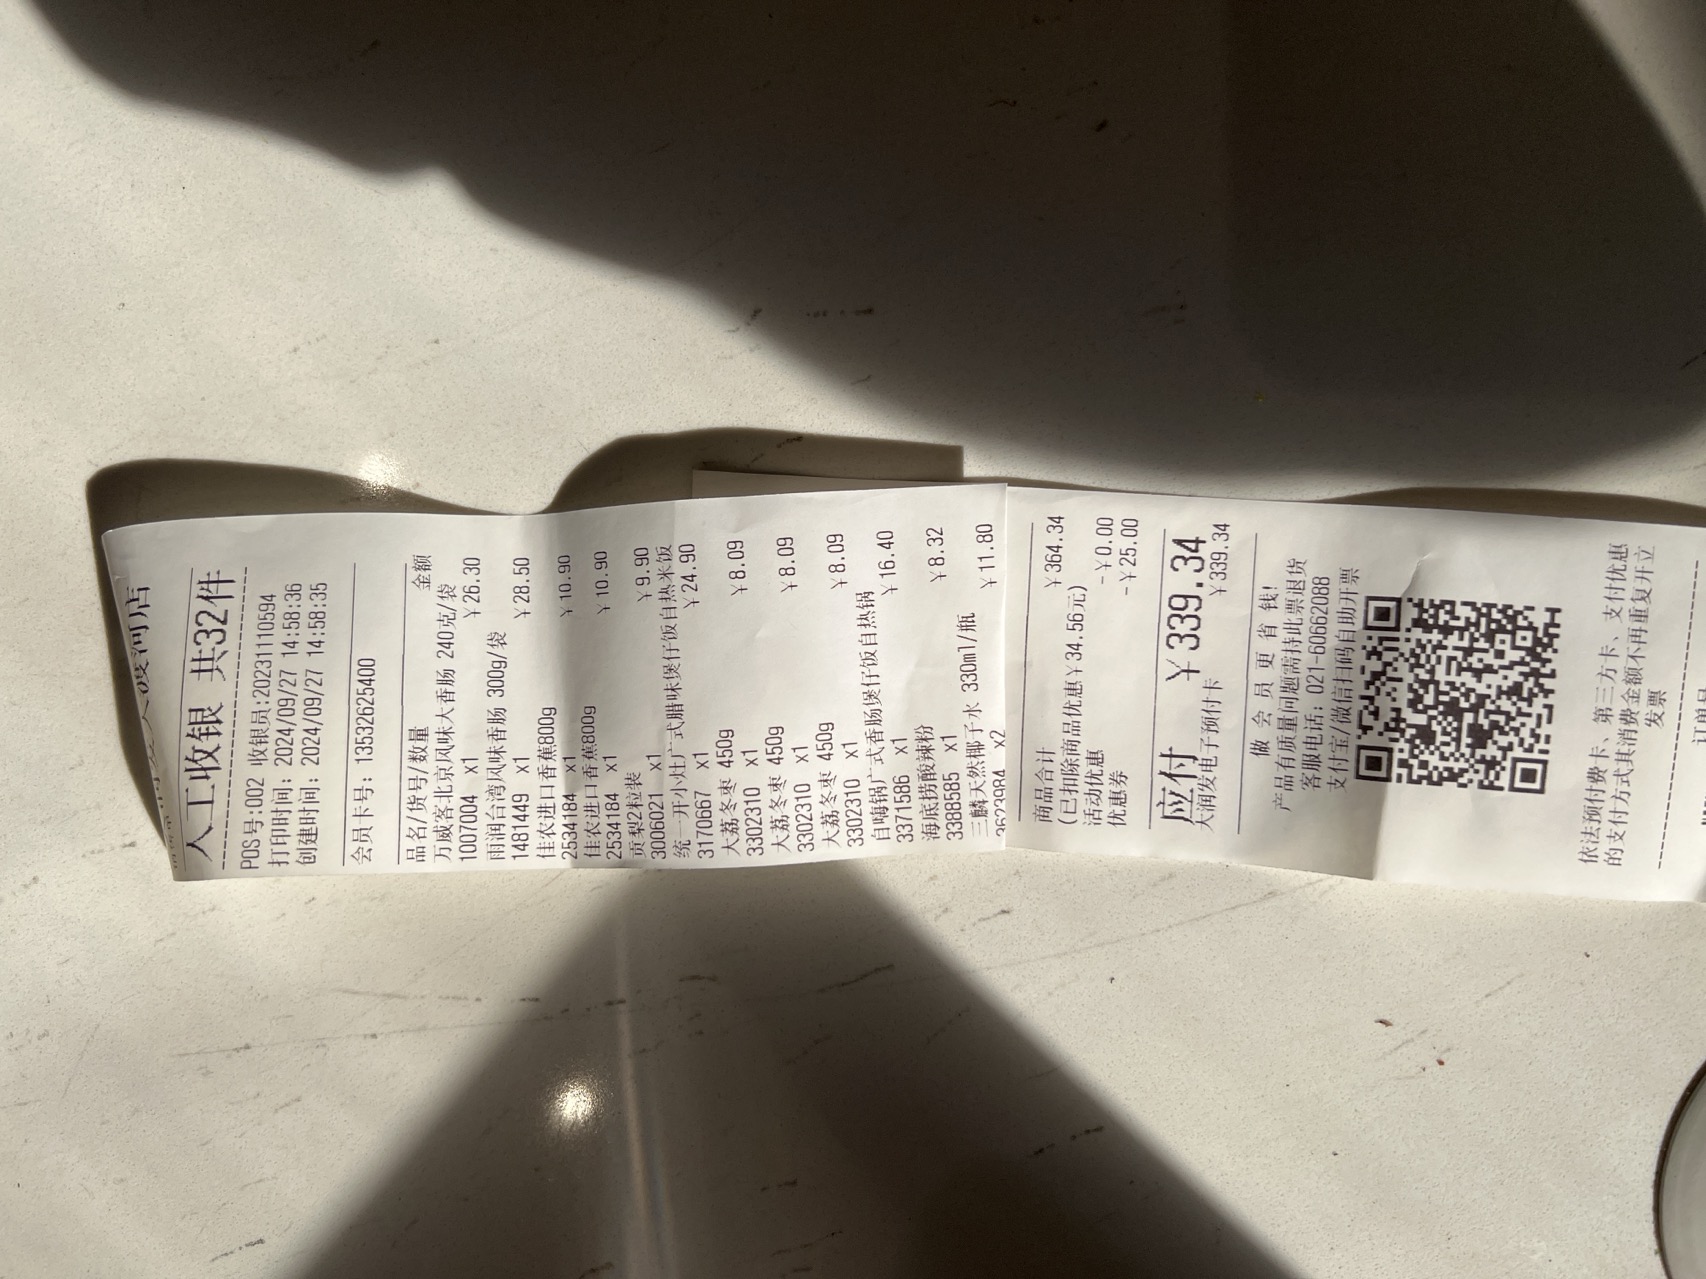 人工收银 共32件
POS号:002 收银员:20231110594
打印时间: 2024/09/27 14:58:36
创建时间: 2024/09/27 14:58:35
会员卡号: 13532625400
品名/货号/数量 金额
万威客北京风味大香肠 240克/袋
1007004 x1 ￥26.30
雨润台湾风味香肠 300g/袋
1481449 x1 ￥28.50
佳农进口香蕉800g
2534184 x1 ￥10.90
佳农进口香蕉800g
2534184 x1 ￥10.90
贡梨2粒装
3006021 x1 ￥9.90
统一开小灶广式腊味煲仔饭自热米饭
3170667 x1 ￥24.90
大荔冬枣 450g
3302310 x1 ￥8.09
大荔冬枣 450g
3302310 x1 ￥8.09
大荔冬枣 450g
3302310 x1 ￥8.09
自嗨锅广式香肠煲仔饭自热锅
3371586 x1 ￥16.40
海底捞酸辣粉
3388585 x1 ￥8.32
三麟天然椰子水 330ml/瓶
3623984 x2 ￥11.80
商品合计 ￥364.34
(已扣除商品优惠￥34.56元)
活动优惠 -￥0.00
优惠券 -￥25.00
应付 ￥339.34
大润发电子预付卡 ￥339.34
做 会 员 更 省 钱!
产品有质量问题需持此票退货
客服电话: 021-60662088
支付宝/微信扫码自助开票
依法预付费卡、第三方卡、支付优惠
的支付方式其消费金额不再重复开立
发票